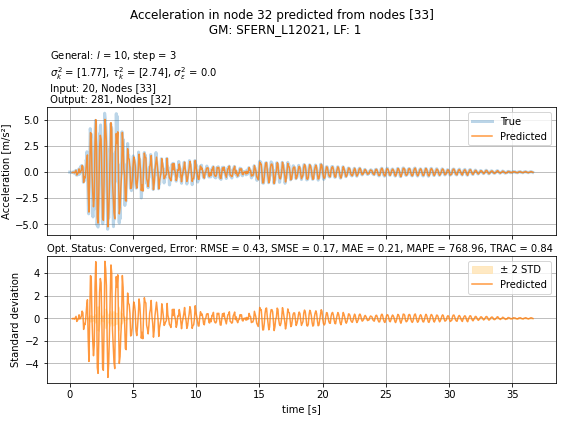 Acceleration in node 32 predicted from nodes [33]
GM: SFERN_L12021, LF: 1
General: l = 10, step = 3
σ²ₖ = [1.77], τ²ₖ = [2.74], σ²ε = 0.0
Input: 20, Nodes [33]
Output: 281, Nodes [32]
Acceleration [m/s²]
5.0
2.5
0.0
−2.5
−5.0
True
Predicted
Opt. Status: Converged, Error: RMSE = 0.43, SMSE = 0.17, MAE = 0.21, MAPE = 768.96, TRAC = 0.84
Standard deviation
4
2
0
−2
−4
± 2 STD
Predicted
0 5 10 15 20 25 30 35
time [s]